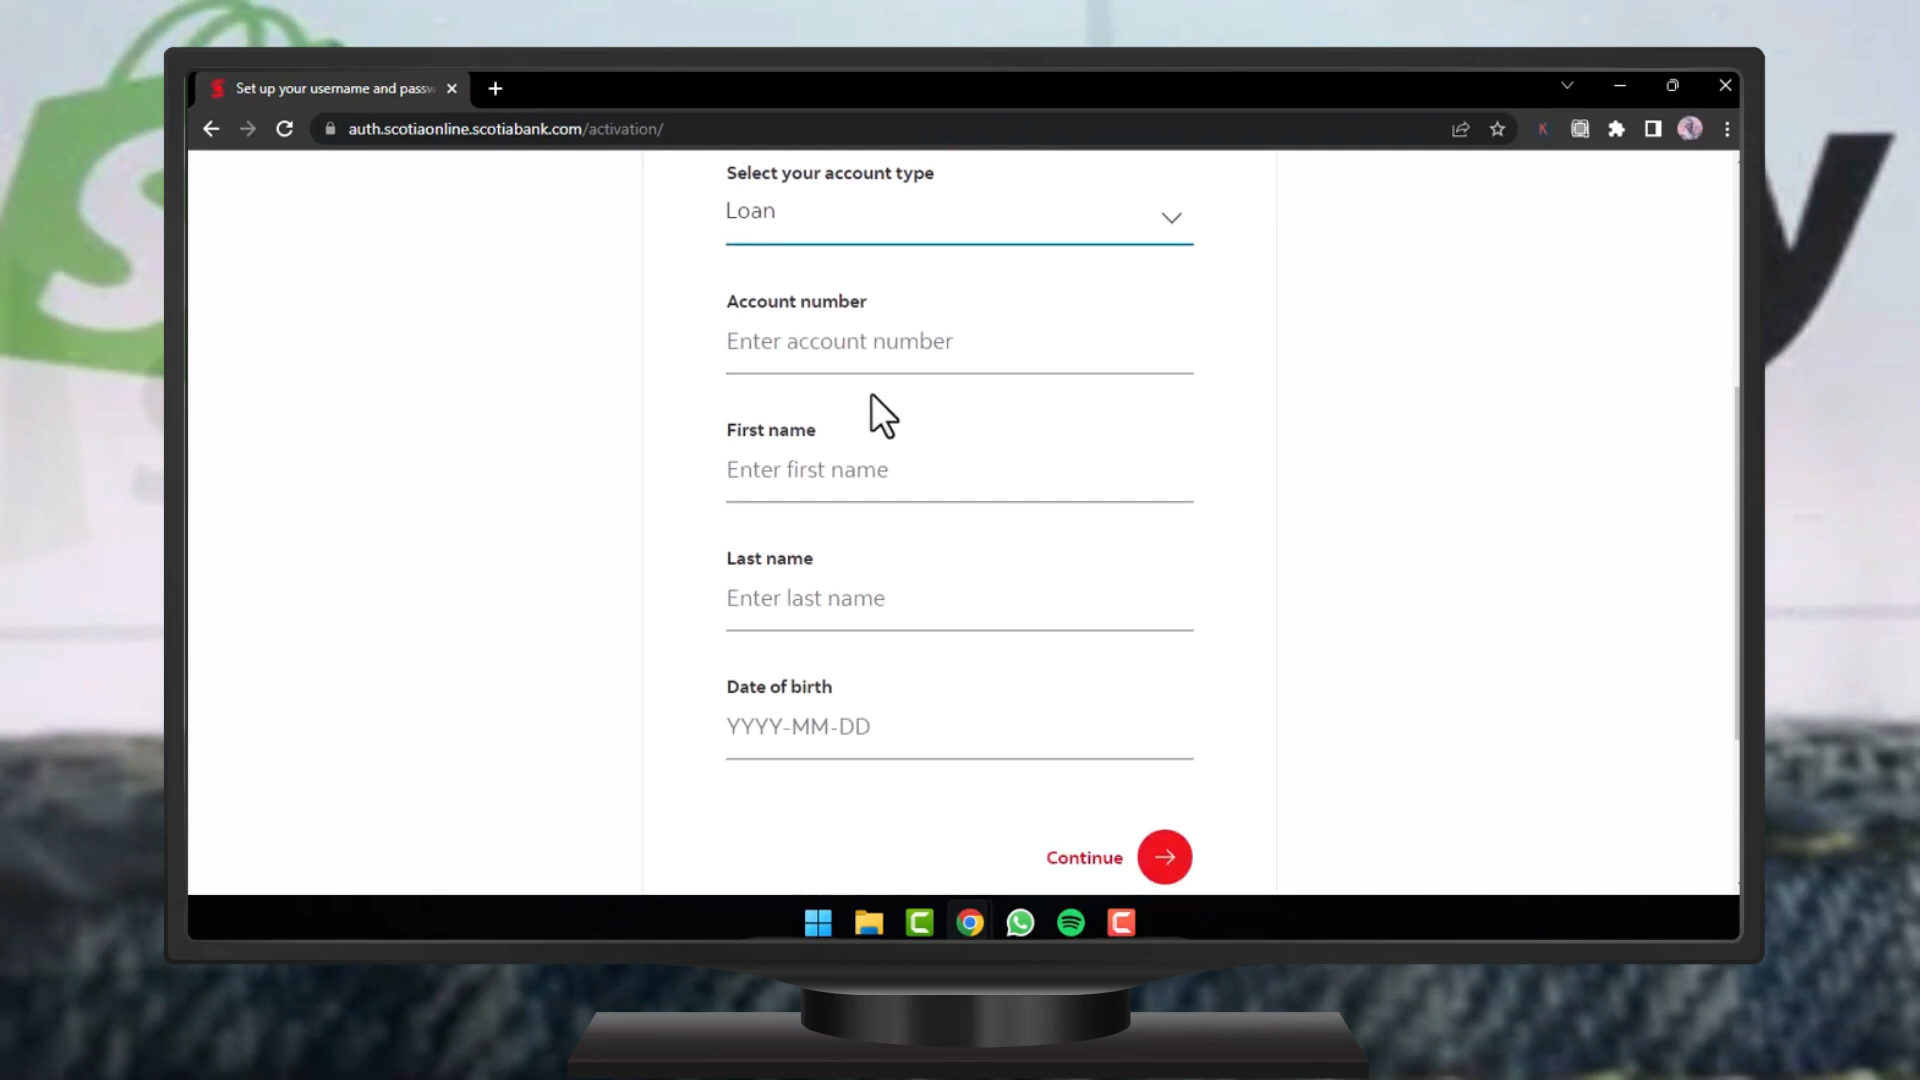 Set up your username and passw
auth.scotiaonline.scotiabank.com/activation/
Select your account type
Loan
Account number
Enter account number
First name
Enter first name
Last name
Enter last name
Date of birth
YYYY-MM-DD
Continue